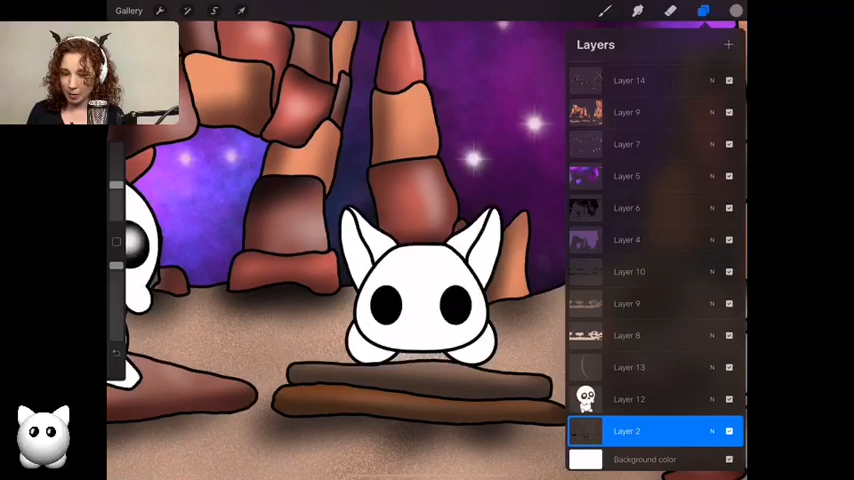 Gallery
Layers
Layer 14 N
Layer 9 N
Layer 7 N
Layer 5 N
Layer 6 N
Layer 4 N
Layer 10 N
Layer 9 N
Layer 8 N
Layer 13 N
Layer 12 N
Layer 2 N
Background color